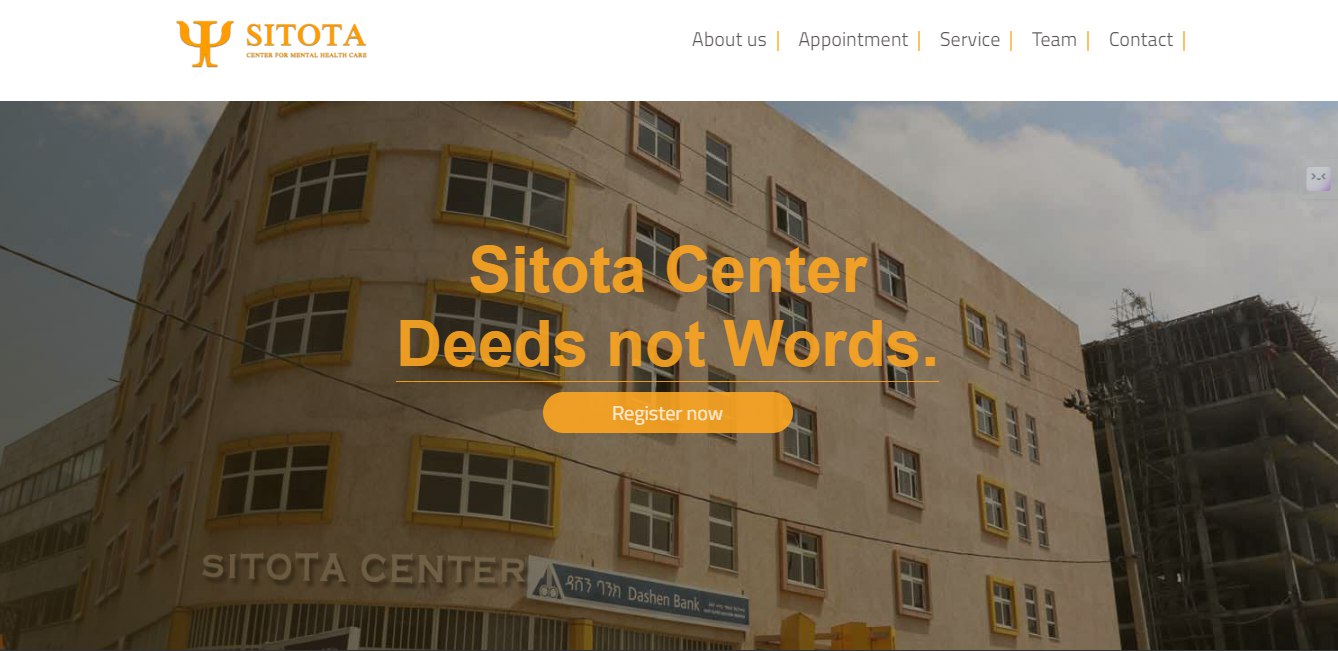 SITOTA
CENTER FOR MENTAL HEALTH CARE
About us | Appointment | Service | Team | Contact |
Sitota Center
Deeds not Words.
Register now
SITOTA CENTER
ዳሸን ባንክ Dashen Bank